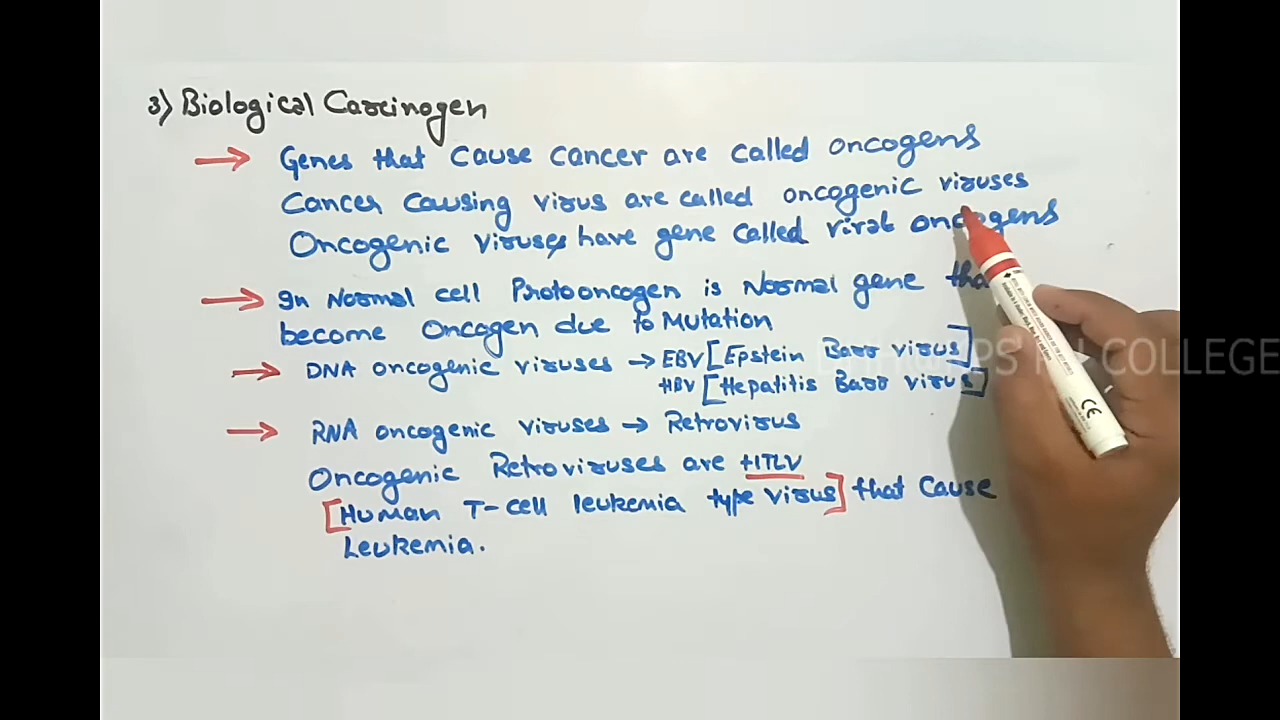 3) Biological Carcinogen
→ Genes that cause cancer are called oncogens
Cancer causing virus are called oncogenic viruses
Oncogenic viruses have gene called viral oncogens
→ In Normal cell Protooncogen is Normal gene tha
become Oncogen due to Mutation
→ DNA oncogenic viruses → EBV [Epstein Barr virus]
HBV [Hepatitis Barr virus]
COLLEGE
→ RNA oncogenic viruses → Retrovirus
Oncogenic Retroviruses are HTLV
[Human T-cell leukemia type virus] that cause
Leukemia.
CE